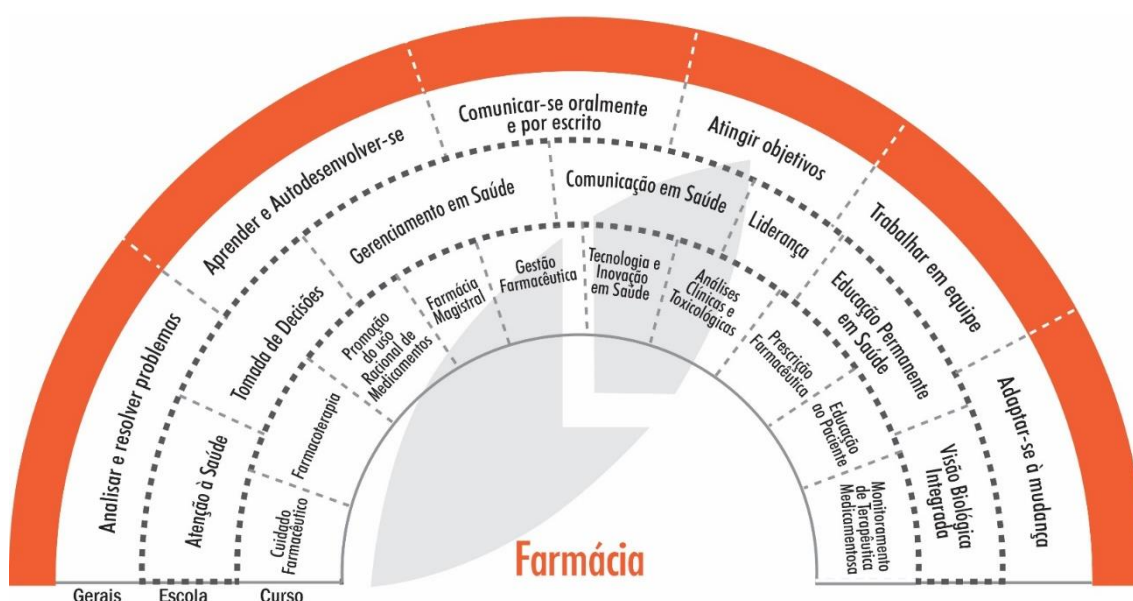 Analisar e resolver problemas
Aprender e Autodesenvolver-se
Comunicar-se oralmente
e por escrito
Atingir objetivos
Trabalhar em equipe
Adaptar-se à mudança
Atenção à Saúde
Tomada de Decisões
Gerenciamento em Saúde
Comunicação em Saúde
Liderança
Educação Permanente
em Saúde
Visão Biológica
Integrada
Cuidado
Farmacêutico
Farmacoterapia
Promoção
do uso
Racional de
Medicamentos
Farmácia
Magistral
Gestão
Farmacêutica
Tecnologia e
Inovação
em Saúde
Análises
Clínicas e
Toxicológicas
Prescrição
Farmacêutica
Educação
ao Paciente
Monitoramento
de Terapêutica
Medicamentosa
Farmácia
Gerais
Escola
Curso